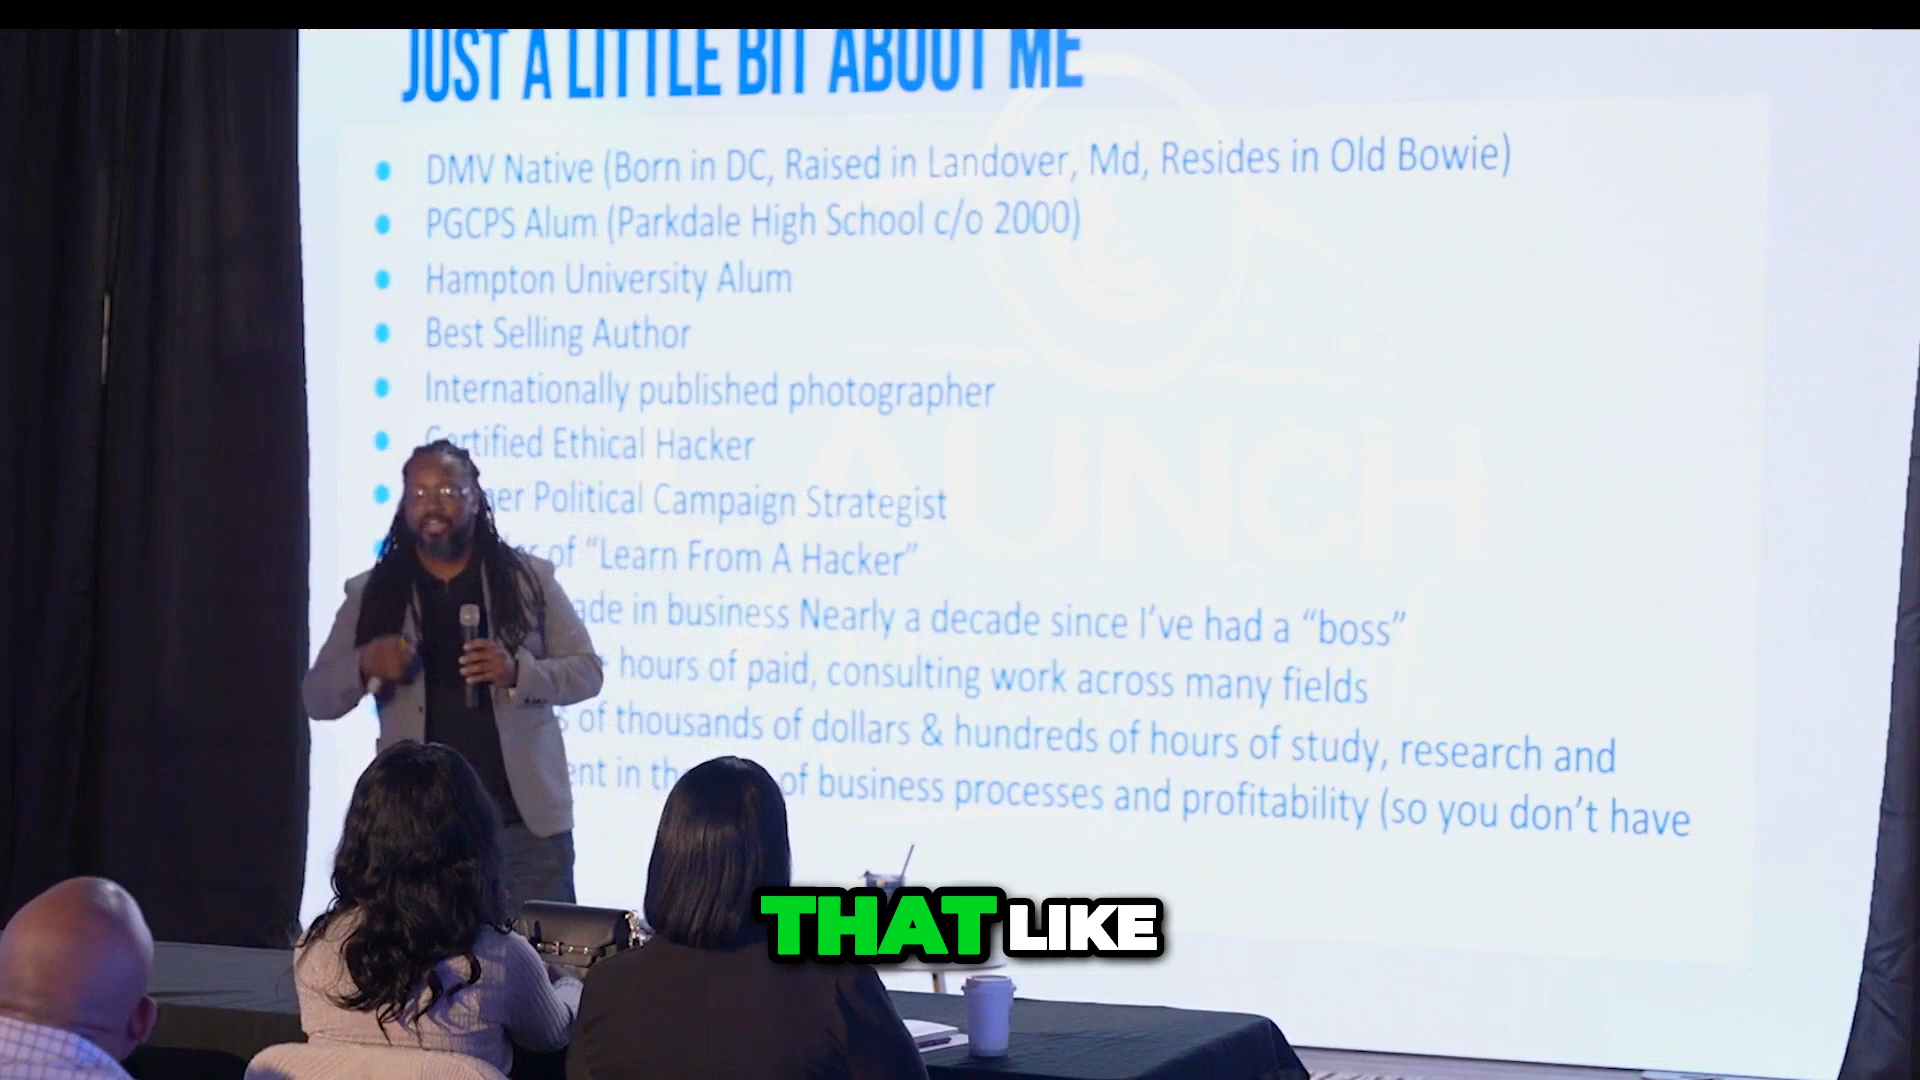 JUST A LITTLE BIT ABOUT ME
DMV Native (Born in DC, Raised in Landover, Md, Resides in Old Bowie)
PGCPS Alum (Parkdale High School c/o 2000)
Hampton University Alum
Best Selling Author
Internationally published photographer
Certified Ethical Hacker
Political Campaign Strategist
of “Learn From A Hacker”
in business Nearly a decade since I’ve had a “boss”
hours of paid, consulting work across many fields
of thousands of dollars & hundreds of hours of study, research and
in of business processes and profitability (so you don’t have
LAUNCH
THAT LIKE